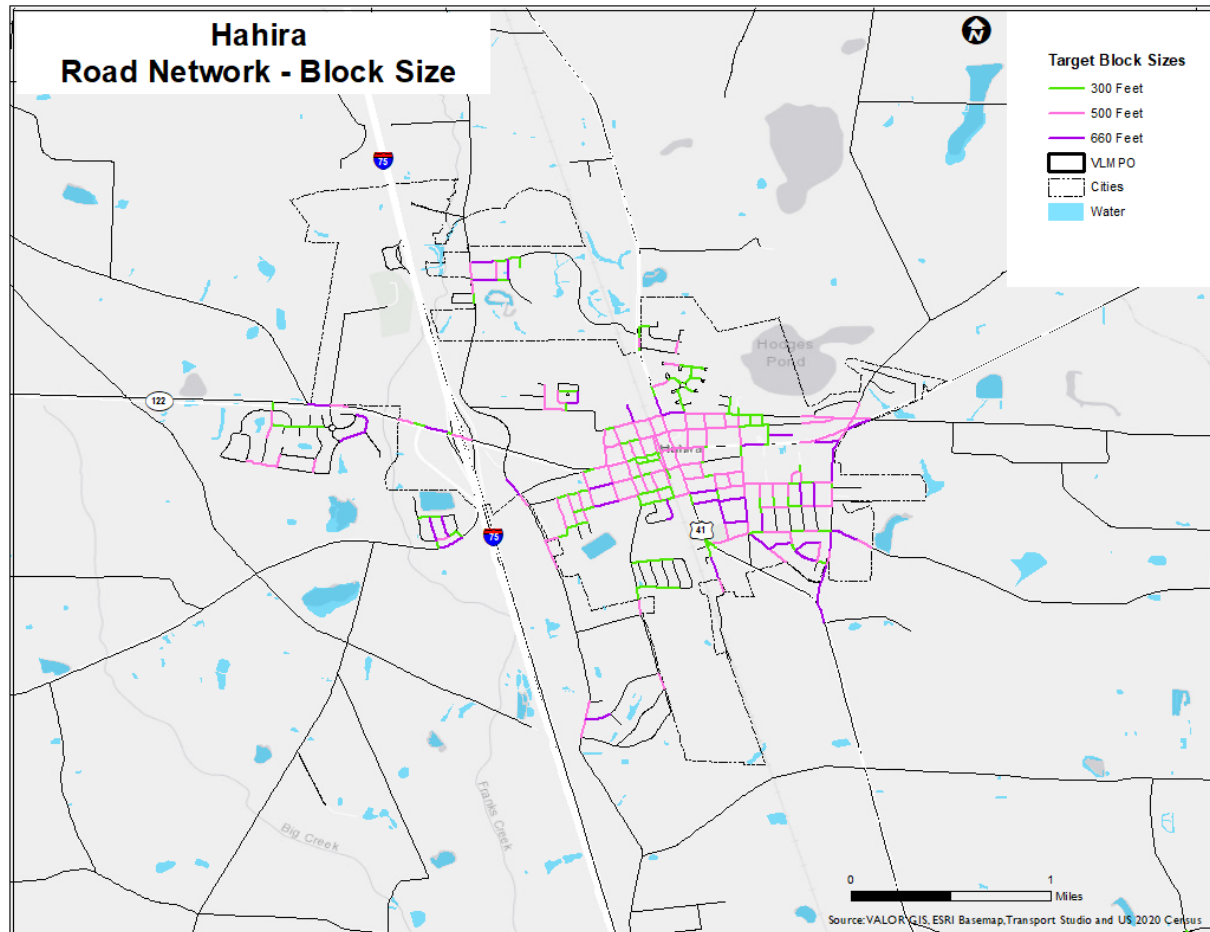 Hahira
Road Network - Block Size
N
Target Block Sizes
300 Feet
500 Feet
660 Feet
VLMPO
Cities
Water
75
122
Hodges
Pond
Hahira
41
75
Franks Creek
Big Creek
0 1
Miles
Source:VALOR GIS, ESRI Basemap,Transport Studio and US 2020 Census